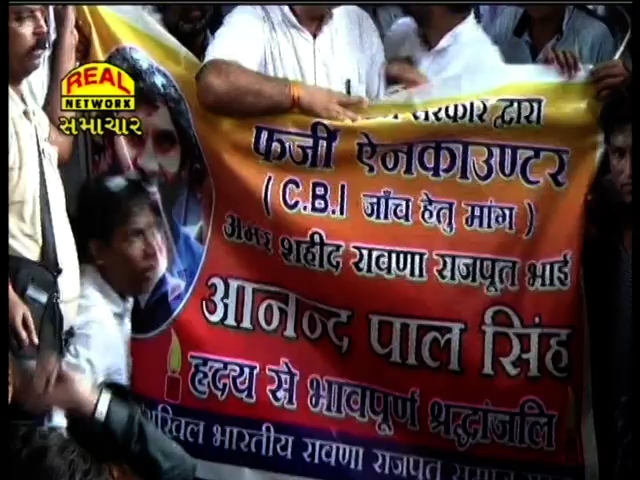 REAL
NETWORK
સમાચાર
सरकार द्वारा
फर्जी ऐनकाउण्टर
( C.B.I जाँच हेतु मांग )
अमर शहीद रावणा राजपूत भाई
आनन्द पाल सिंह
हृदय से भावपूर्ण श्रद्धांजलि
भारतीय रावणा राजपूत समाज